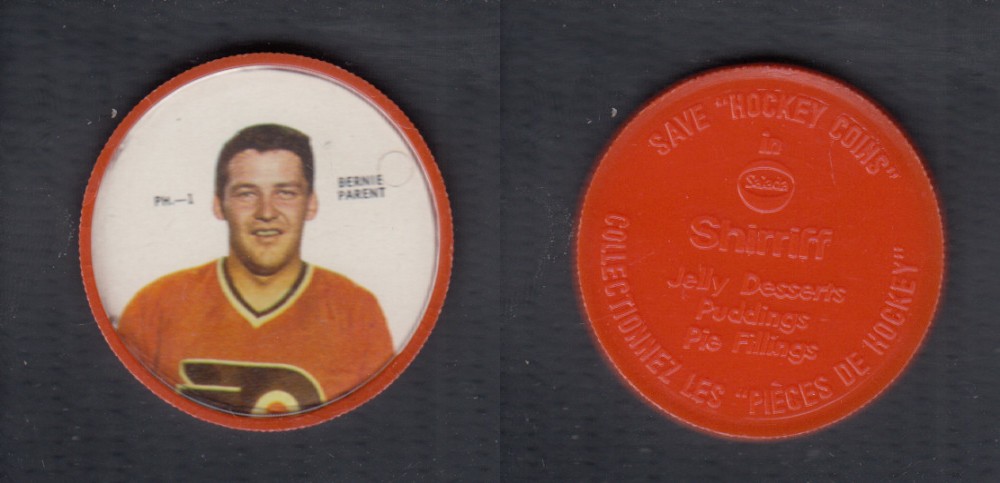 PH.—1
BERNIE
PARENT
SAVE "HOCKEY COINS"
in
Salada
Shirriff
Jelly Desserts
Puddings
Pie Fillings
COLLECTIONNEZ LES "PIÈCES DE HOCKEY"